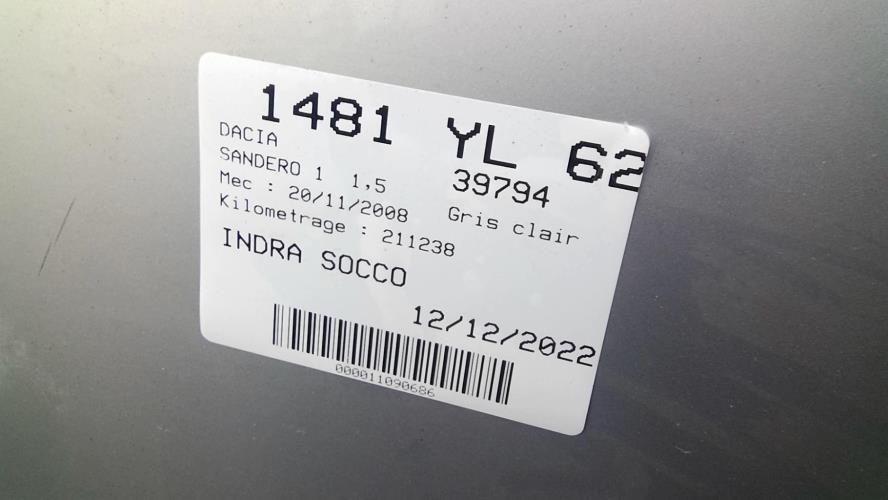 1481 YL 62
DACIA 39794
SANDERO 1 1,5
Mec : 20/11/2008 Gris clair
Kilometrage : 211238
INDRA SOCCO
12/12/2022
000011090686